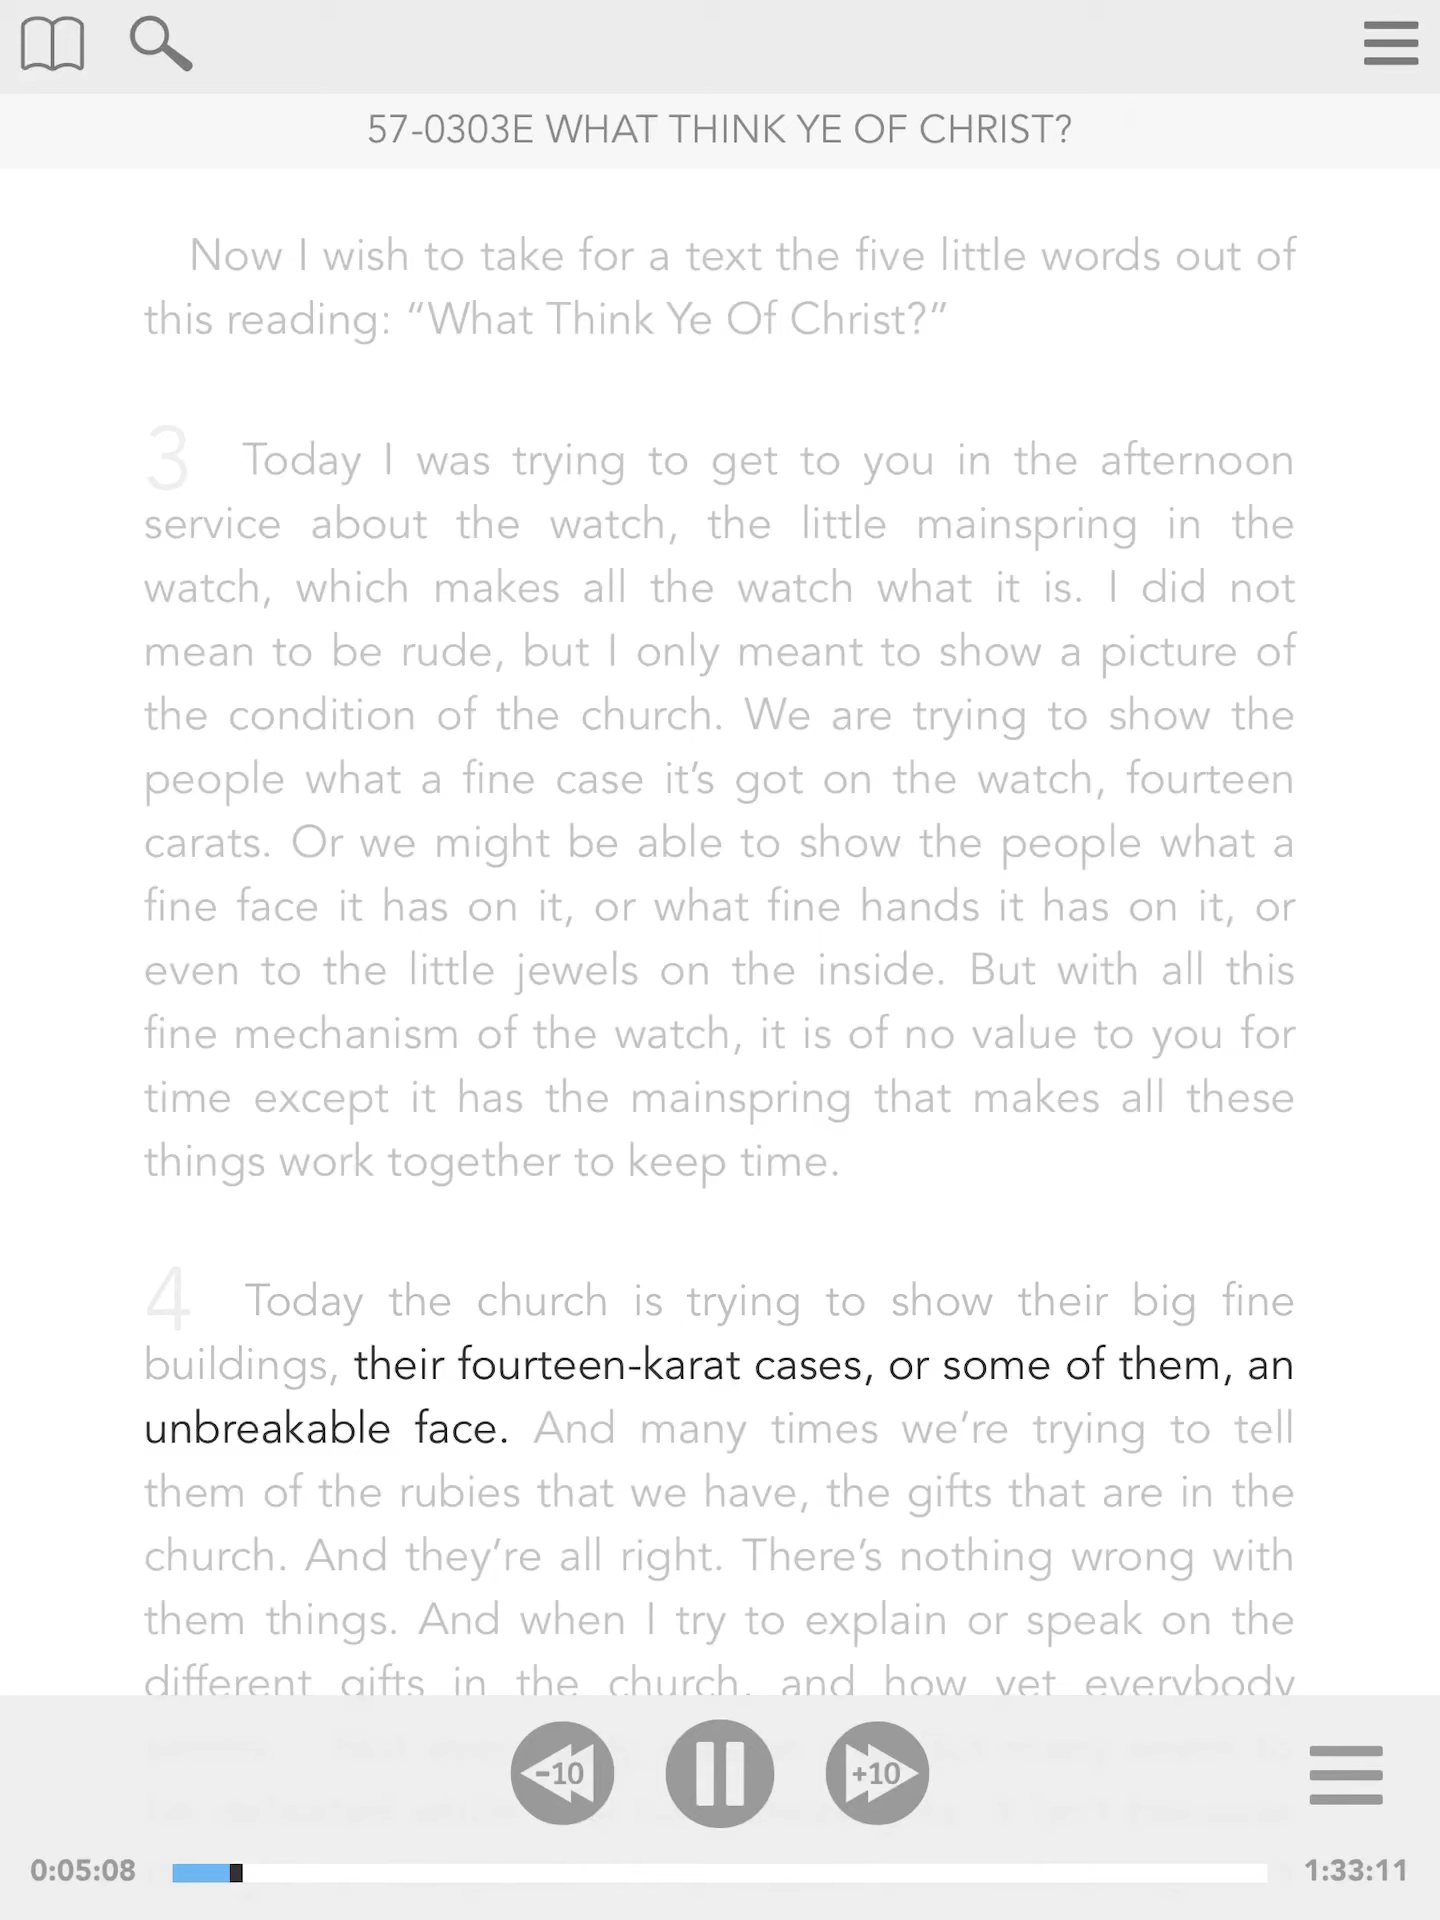 57-0303E WHAT THINK YE OF CHRIST?
Now I wish to take for a text the five little words out of
this reading: “What Think Ye Of Christ?”
3 Today I was trying to get to you in the afternoon
service about the watch, the little mainspring in the
watch, which makes all the watch what it is. I did not
mean to be rude, but I only meant to show a picture of
the condition of the church. We are trying to show the
people what a fine case it’s got on the watch, fourteen
carats. Or we might be able to show the people what a
fine face it has on it, or what fine hands it has on it, or
even to the little jewels on the inside. But with all this
fine mechanism of the watch, it is of no value to you for
time except it has the mainspring that makes all these
things work together to keep time.
4 Today the church is trying to show their big fine
buildings, their fourteen-karat cases, or some of them, an
unbreakable face. And many times we’re trying to tell
them of the rubies that we have, the gifts that are in the
church. And they’re all right. There’s nothing wrong with
them things. And when I try to explain or speak on the
different gifts in the church, and how yet everybody
-10 +10
0:05:08 1:33:11